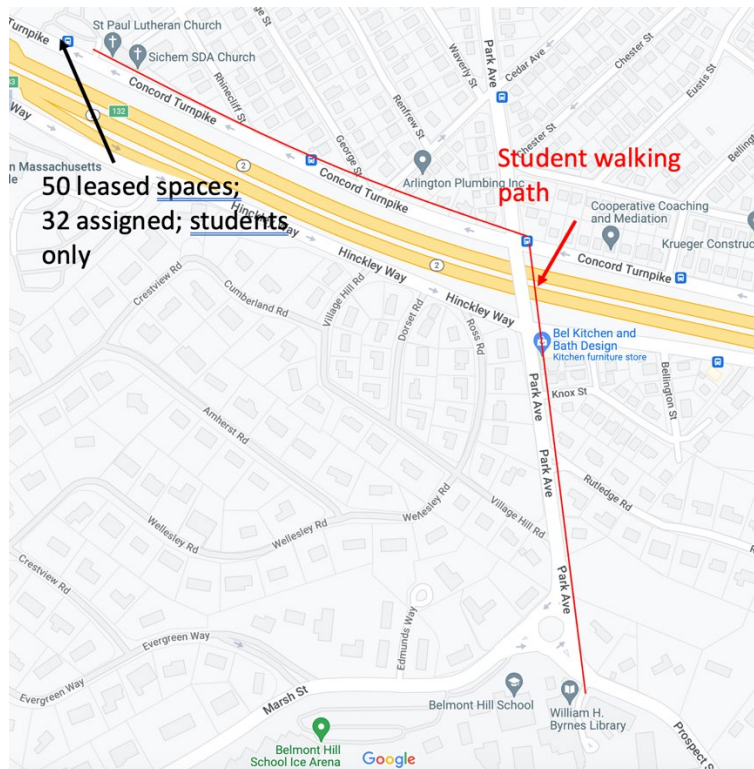 St Paul Lutheran Church
Turnpike
Sichem SDA Church
Waverly St
Park Ave
Cedar Ave
Chester St
Eustis St
Way
132
2
Concord Turnpike
Rhinecliff St
Renfrew St
Chester St
Belling
George St
Student walking
path
Arlington Plumbing Inc
50 leased spaces;
32 assigned; students
only
n Massachusetts
Concord Turnpike
Cooperative Coaching
and Mediation
Krueger Construc
Hinckley Way
2
Concord Turnpike
Crestview Rd
Cumberland Rd
Village Hill Rd
Dorset Rd
Hinckley Way
Hinckley Way
Ross Rd
Bel Kitchen and
Bath Design
Kitchen furniture store
Park Ave
Knox St
Bellington St
Amherst Rd
Park Ave
Wellesley Rd
Wellesley Rd
Wellesley Rd
Village Hill Rd
Rutledge Rd
Crestview Rd
Park Ave
Edmunds Way
Evergreen Way
Evergreen Way
Marsh St
Belmont Hill School
William H.
Byrnes Library
Prospect S
Belmont Hill
School Ice Arena
Google